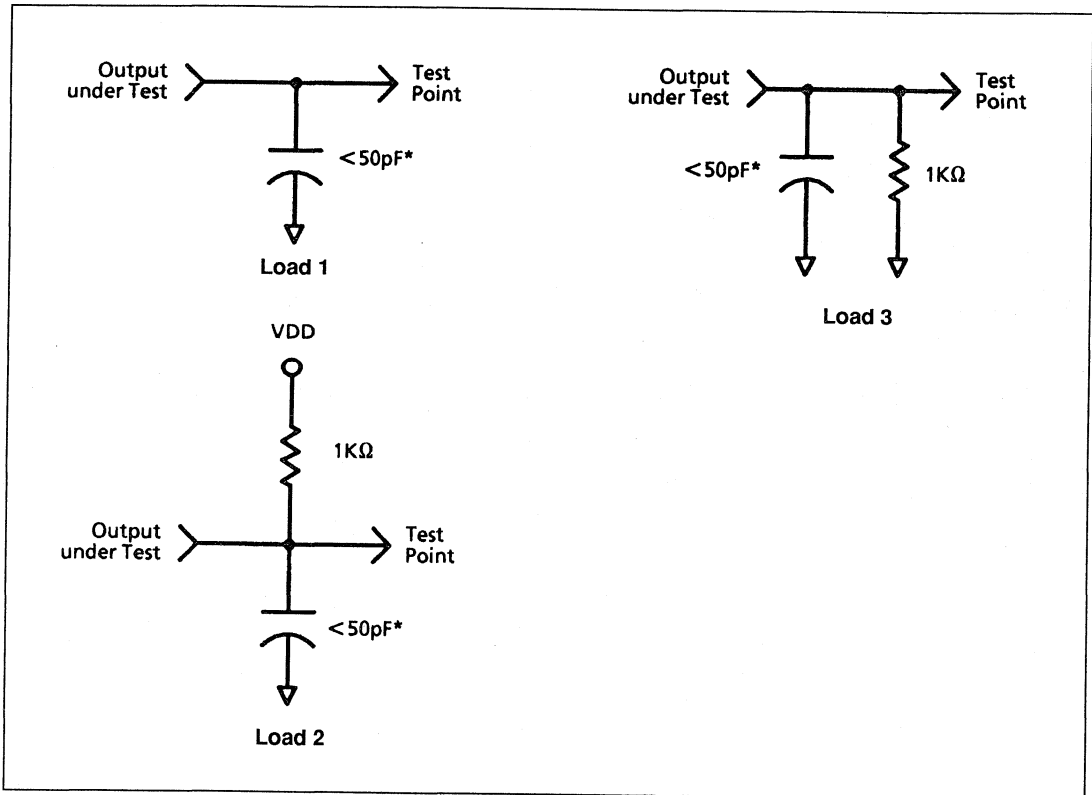 Output
under Test
Test
Point
<50pF*
Load 1
VDD
1KΩ
Output
under Test
Test
Point
<50pF*
Load 2
Output
under Test
Test
Point
<50pF*
1KΩ
Load 3